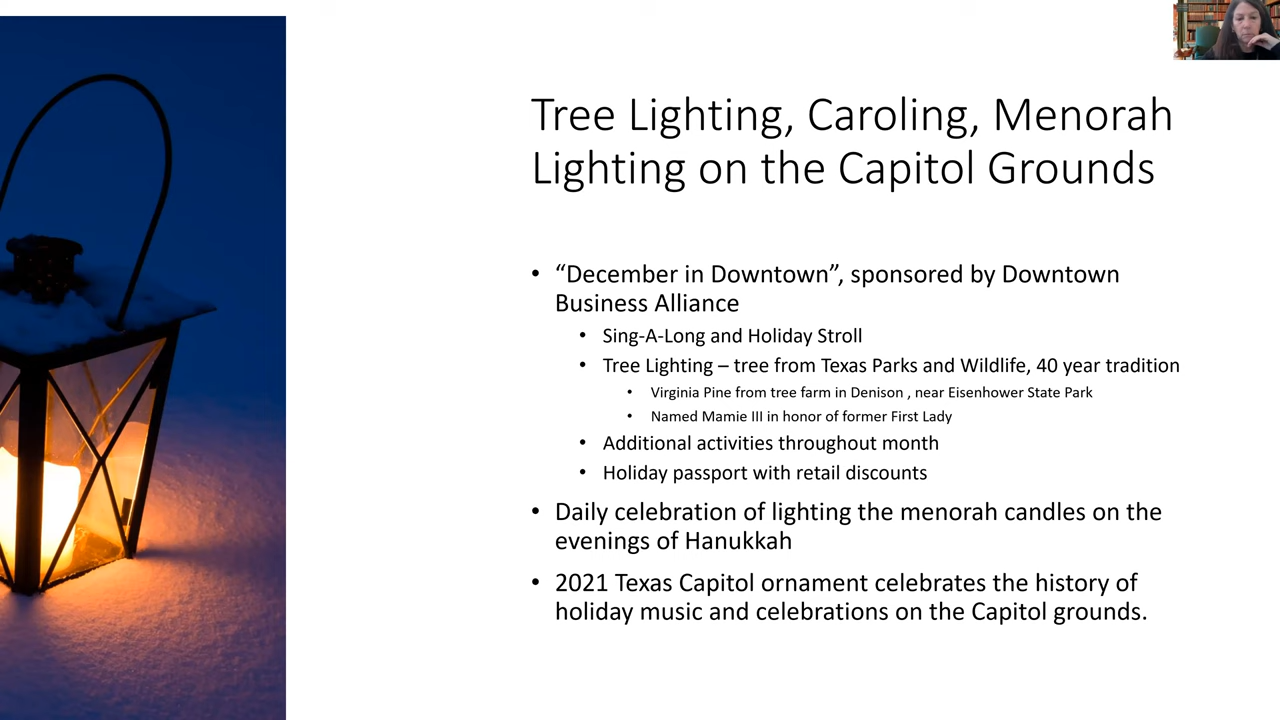 Tree Lighting, Caroling, Menorah
Lighting on the Capitol Grounds
• “December in Downtown”, sponsored by Downtown
Business Alliance
• Sing-A-Long and Holiday Stroll
• Tree Lighting – tree from Texas Parks and Wildlife, 40 year tradition
• Virginia Pine from tree farm in Denison , near Eisenhower State Park
• Named Mamie III in honor of former First Lady
• Additional activities throughout month
• Holiday passport with retail discounts
• Daily celebration of lighting the menorah candles on the
evenings of Hanukkah
• 2021 Texas Capitol ornament celebrates the history of
holiday music and celebrations on the Capitol grounds.